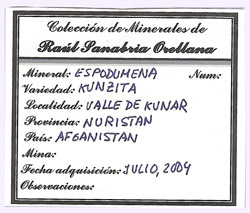 Colección de Minerales de
Raúl Sanabria Orellana
Mineral: ESPODUMENA Num:
Variedad: KUNZITA
Localidad: VALLE DE KUNAR
Provincia: NURISTAN
País: AFGANISTAN
Mina:
Fecha adquisición: JULIO, 2004
Observaciones: